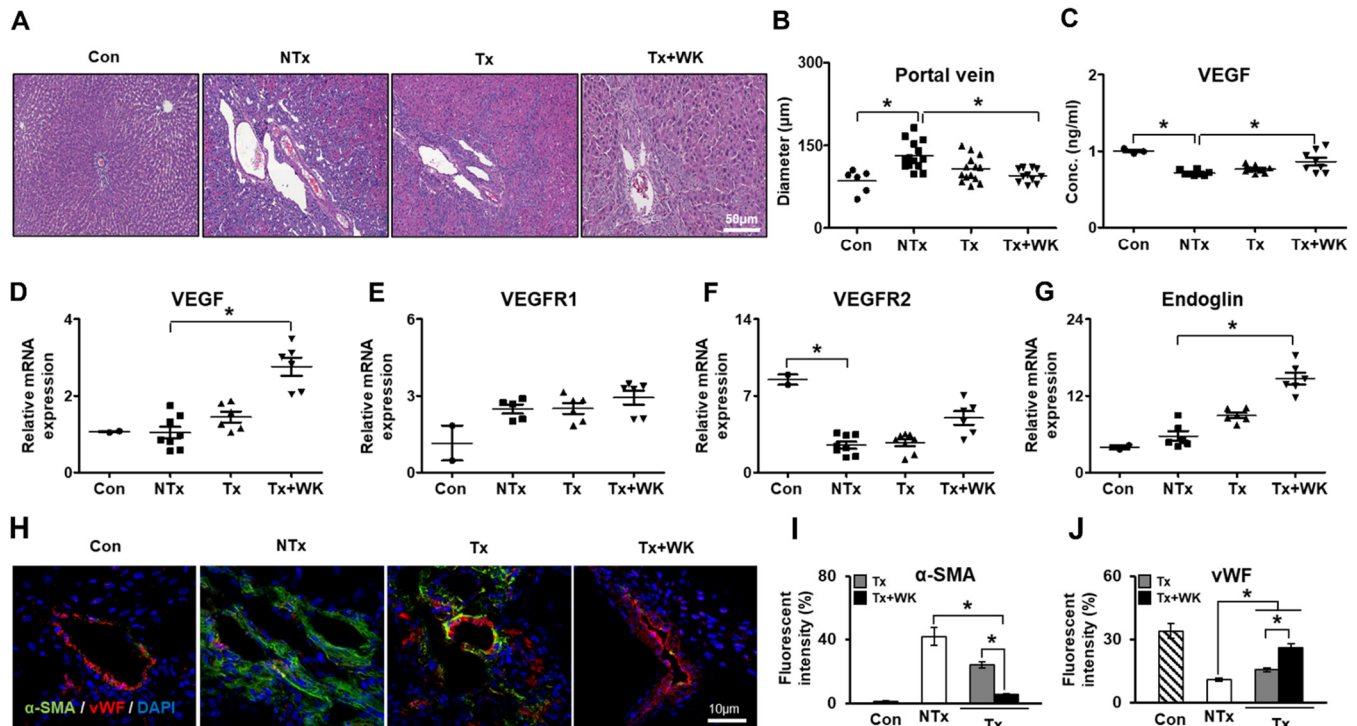 A
Con
NTx
Tx
Tx+WK
50μm
B
Portal vein
Diameter (μm)
300
150
0
*
*
Con
NTx
Tx
Tx+WK
C
VEGF
Conc. (ng/ml)
2
1
0
*
*
Con
NTx
Tx
Tx+WK
D
VEGF
Relative mRNA
expression
4
2
0
*
Con
NTx
Tx
Tx+WK
E
VEGFR1
Relative mRNA
expression
6
3
0
Con
NTx
Tx
Tx+WK
F
VEGFR2
Relative mRNA
expression
14
7
0
*
Con
NTx
Tx
Tx+WK
G
Endoglin
Relative mRNA
expression
24
12
0
*
Con
NTx
Tx
Tx+WK
H
Con
NTx
Tx
Tx+WK
α-SMA / vWF / DAPI
10μm
I
α-SMA
Fluorescent
intensity (%)
80
40
0
Tx
Tx+WK
*
*
Con
NTx
Tx
J
vWF
Fluorescent
intensity (%)
60
30
0
Tx
Tx+WK
*
*
Con
NTx
Tx